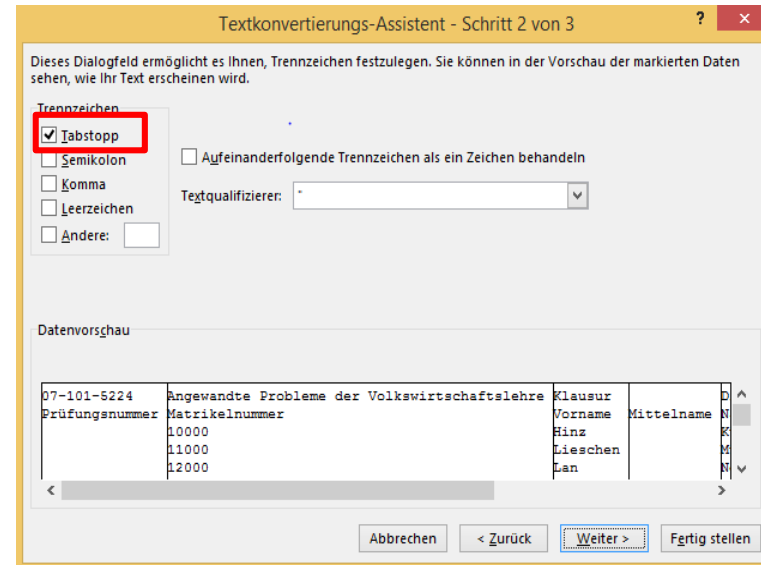 Textkonvertierungs-Assistent - Schritt 2 von 3 ? ×
Dieses Dialogfeld ermöglicht es Ihnen, Trennzeichen festzulegen. Sie können in der Vorschau der markierten Daten
sehen, wie Ihr Text erscheinen wird.
Trennzeichen
Tabstopp
Semikolon
Komma
Leerzeichen
Andere:
Aufeinanderfolgende Trennzeichen als ein Zeichen behandeln
Textqualifizierer: "
Datenvorschau
07-101-5224 Angewandte Probleme der Volkswirtschaftslehre Klausur D
Prüfungsnummer Matrikelnummer Vorname Mittelname N
10000 Hinz K
11000 Lieschen M
12000 Lan N
Abbrechen < Zurück Weiter > Fertig stellen